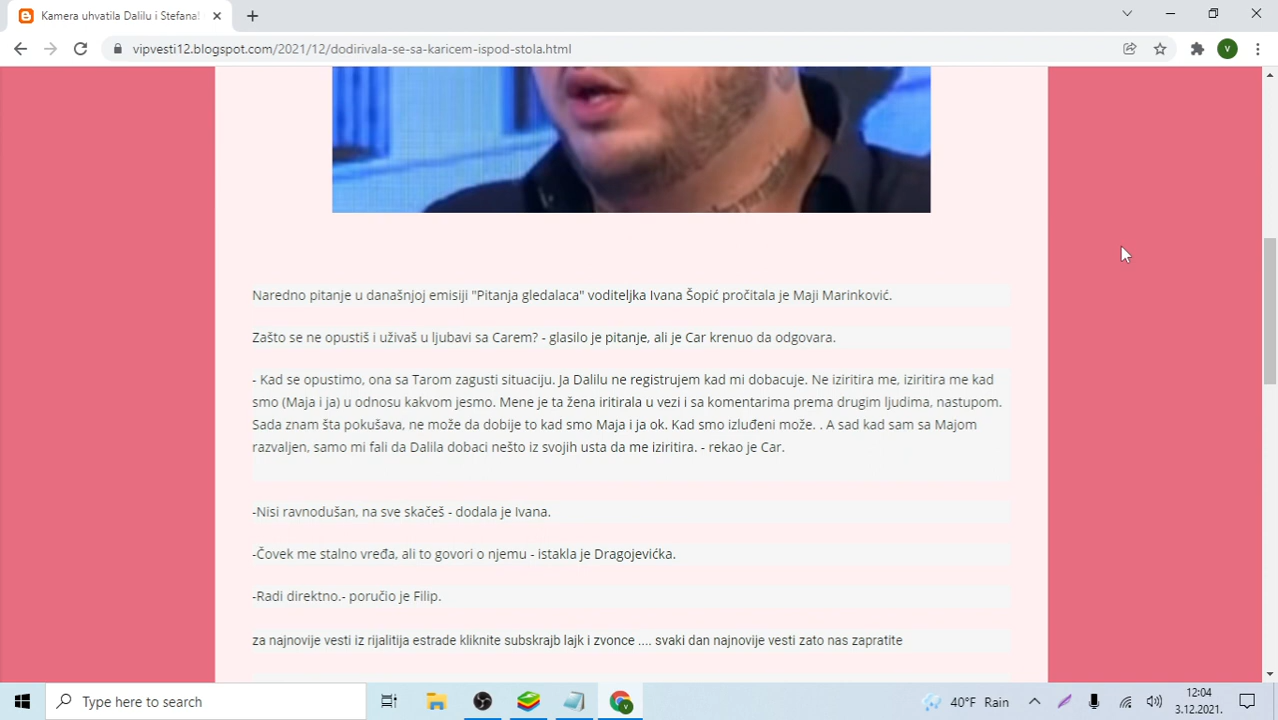 Kamera uhvatila Dalilu i Stefana!
vipvesti12.blogspot.com/2021/12/dodirivala-se-sa-karicem-ispod-stola.html
V
Naredno pitanje u današnjoj emisiji "Pitanja gledalaca" voditeljka Ivana Šopić pročitala je Maji Marinković.
Zašto se ne opustiš i uživaš u ljubavi sa Carem? - glasilo je pitanje, ali je Car krenuo da odgovara.
- Kad se opustimo, ona sa Tarom zagusti situaciju. Ja Dalilu ne registrujem kad mi dobacuje. Ne iziritira me, iziritira me kad
smo (Maja i ja) u odnosu kakvom jesmo. Mene je ta žena iritirala u vezi i sa komentarima prema drugim ljudima, nastupom.
Sada znam šta pokušava, ne može da dobije to kad smo Maja i ja ok. Kad smo izluđeni može. . A sad kad sam sa Majom
razvaljen, samo mi fali da Dalila dobaci nešto iz svojih usta da me iziritira. - rekao je Car.
-Nisi ravnodušan, na sve skačeš - dodala je Ivana.
-Čovek me stalno vređa, ali to govori o njemu - istakla je Dragojevićka.
-Radi direktno.- poručio je Filip.
za najnovije vesti iz rijalitija estrade kliknite subskrajb lajk i zvonce .... svaki dan najnovije vesti zato nas zapratite
Type here to search
V
40°F Rain
12:04
3.12.2021.